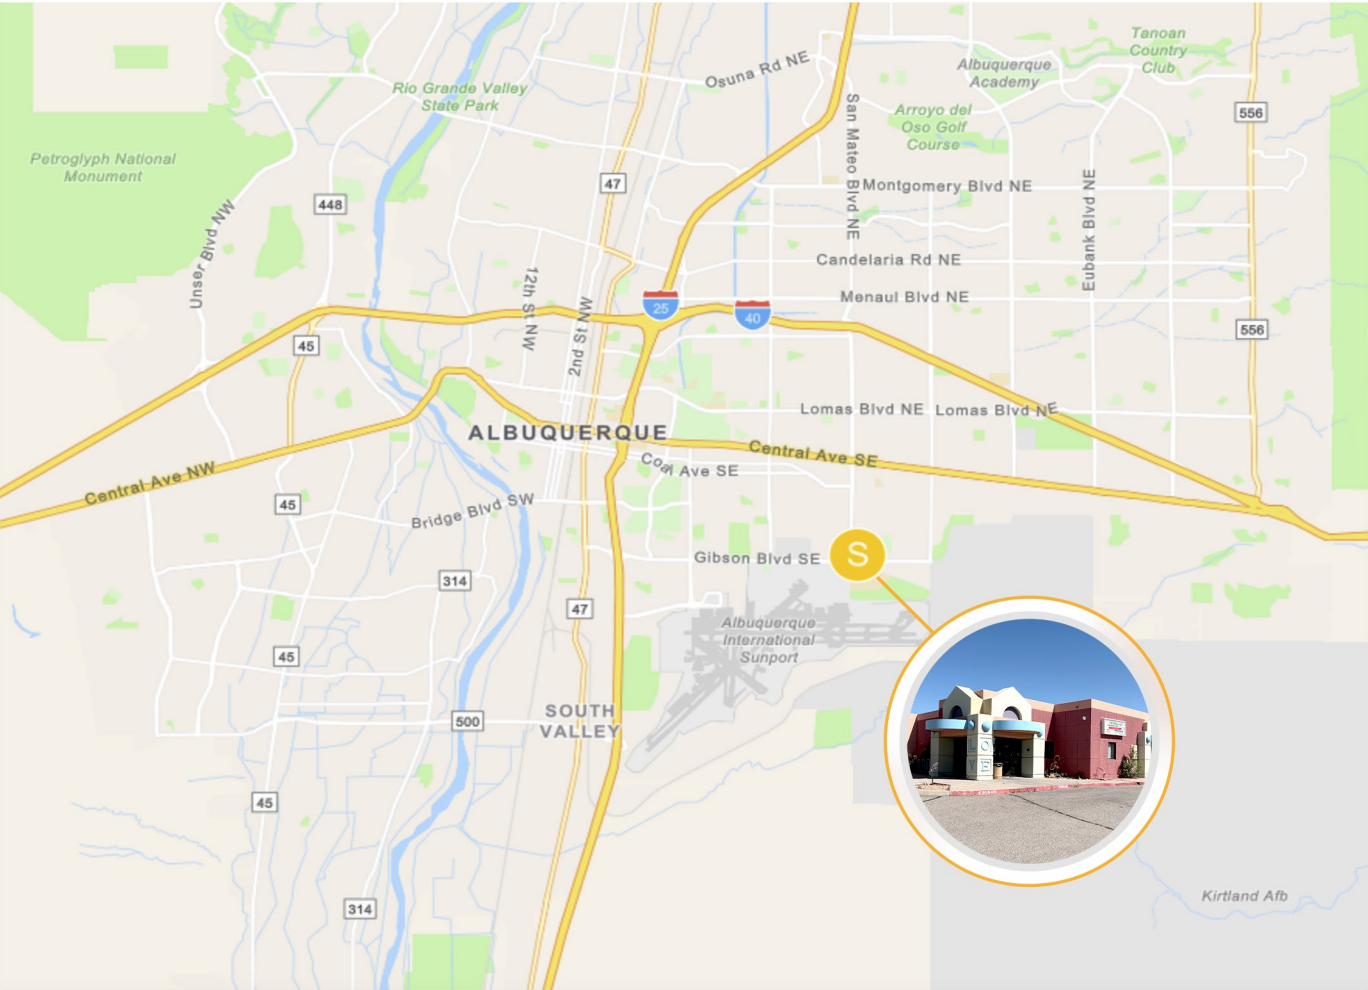 Tanoan
Country
Club
Osuna Rd NE
Albuquerque
Academy
Rio Grande Valley
State Park
San Mateo Blvd NE
Arroyo del
Oso Golf
Course
556
Petroglyph National
Monument
47
Montgomery Blvd NE
448
Unser Blvd NW
Eubank Blvd NE
Candelaria Rd NE
12th St NW
2nd St NW
Menaul Blvd NE
25
40
556
45
Lomas Blvd NE
Lomas Blvd NE
ALBUQUERQUE
Central Ave SE
Central Ave NW
Coal Ave SE
45
Bridge Blvd SW
Gibson Blvd SE
S
314
47
Albuquerque
International
Sunport
45
SOUTH
VALLEY
500
L O
V E
45
Kirtland Afb
314